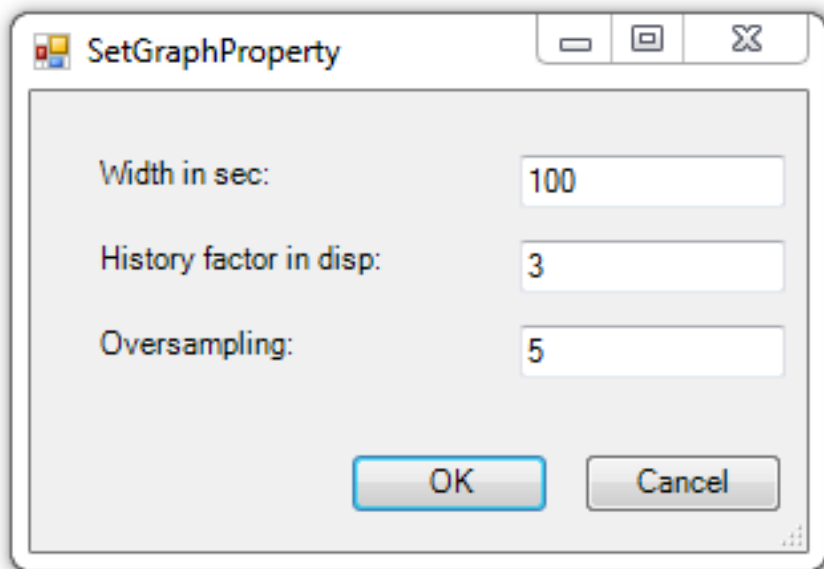 SetGraphProperty
Width in sec: 100
History factor in disp: 3
Oversampling: 5
OK Cancel